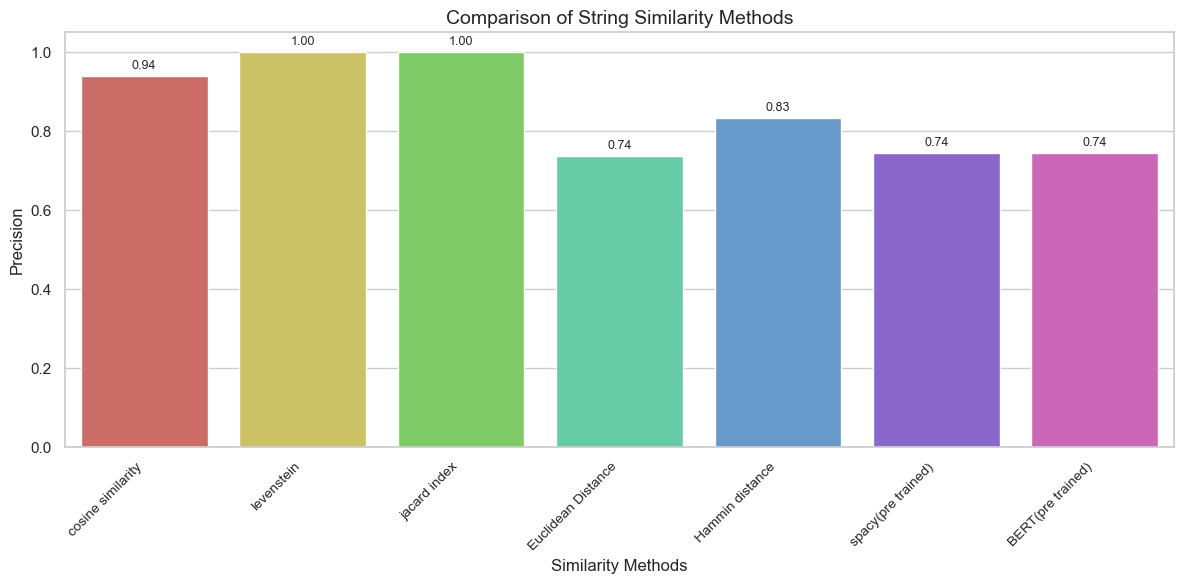 Comparison of String Similarity Methods
Precision
1.0
0.8
0.6
0.4
0.2
0.0
0.94
1.00
1.00
0.74
0.83
0.74
0.74
cosine similarity
levenstein
jacard index
Euclidean Distance
Hammin distance
spacy(pre trained)
BERT(pre trained)
Similarity Methods